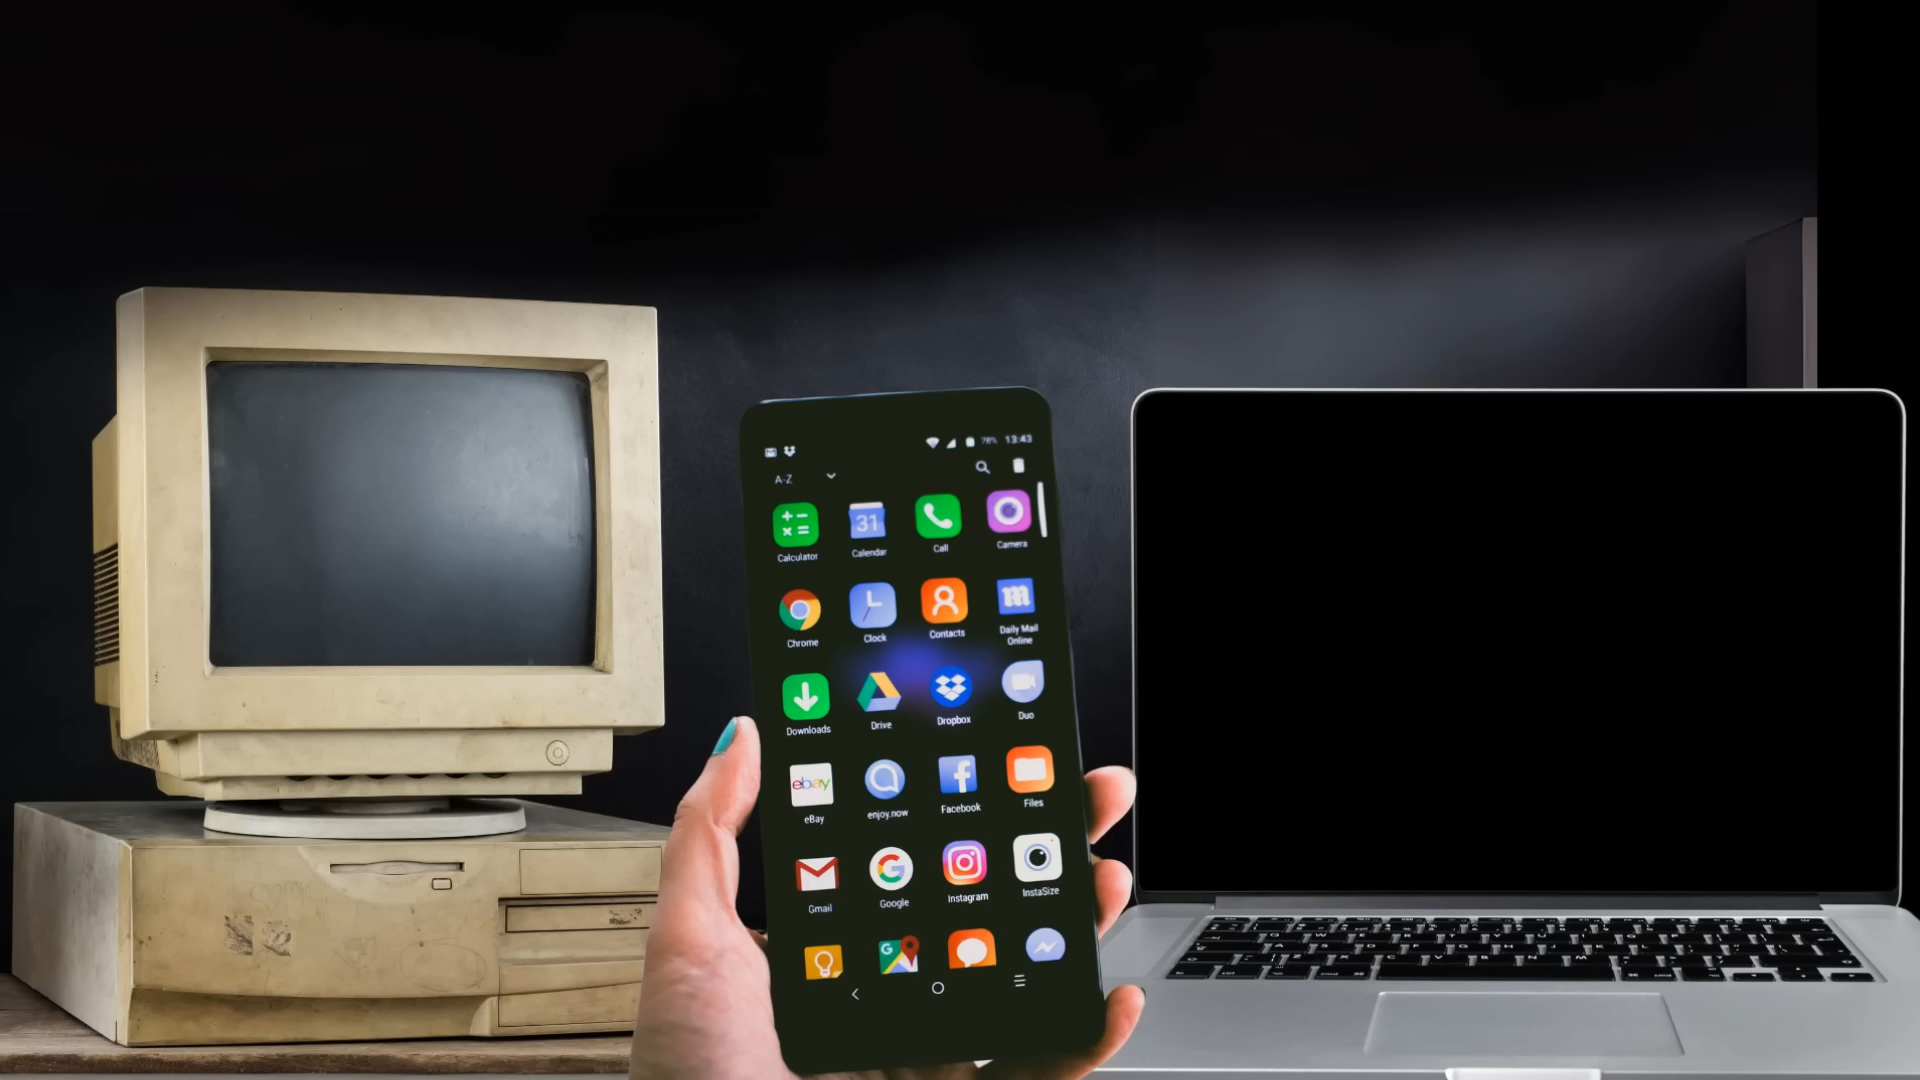 78% 13:43
A-Z
31
Calculator
Calendar
Call
Camera
Chrome
Clock
Contacts
Daily Mail
Online
Downloads
Drive
Dropbox
Duo
ebay
eBay
enjoy.now
Facebook
Files
Gmail
Google
Instagram
InstaSize